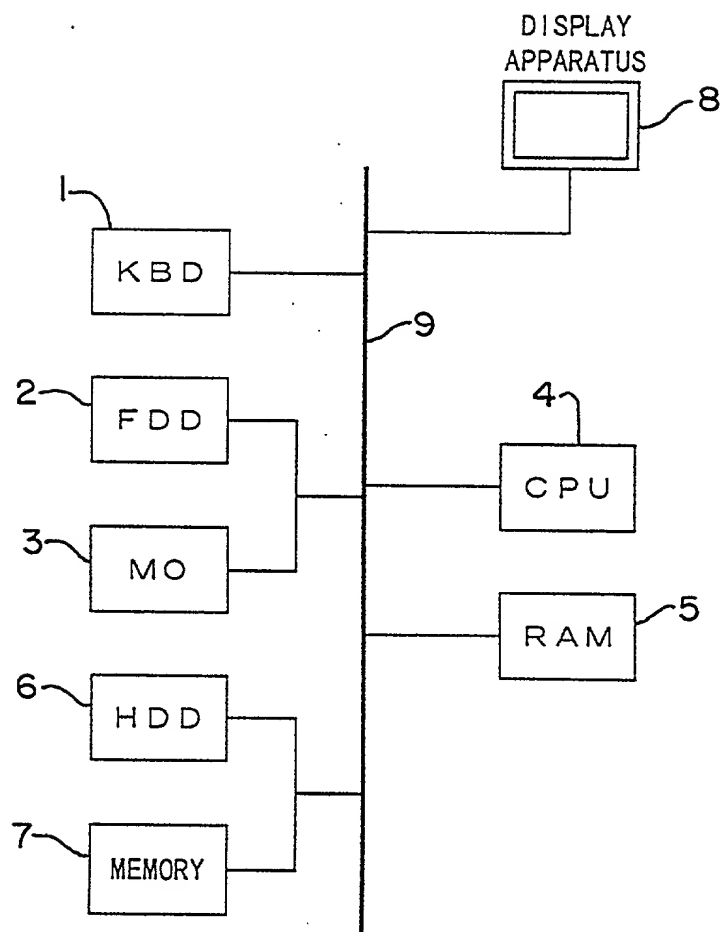 DISPLAY
APPARATUS
8
1
KBD
9
2
FDD
4
CPU
3
MO
5
RAM
6
HDD
7
MEMORY